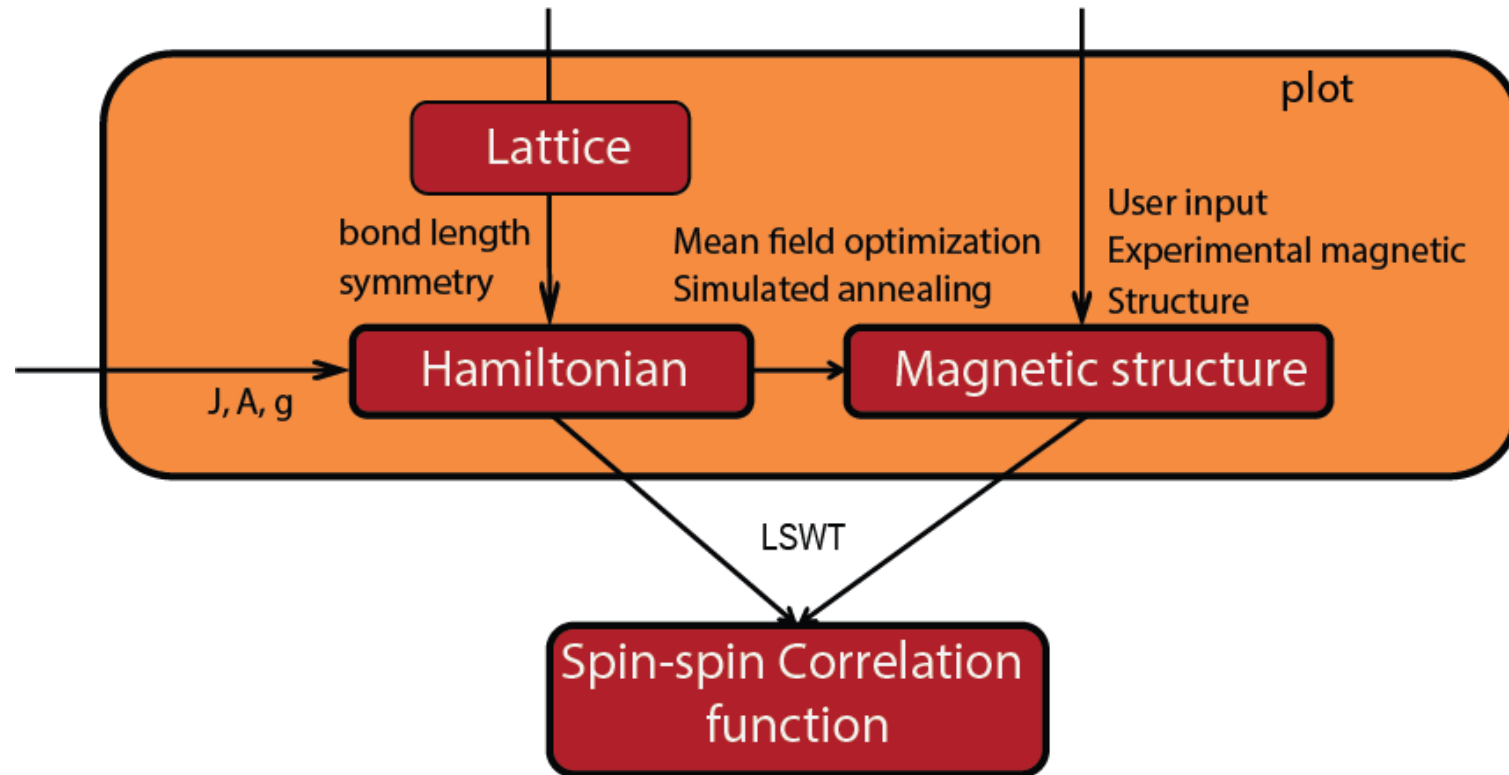 plot
Lattice
bond length
symmetry
Mean field optimization
Simulated annealing
User input
Experimental magnetic
Structure
J, A, g
Hamiltonian
Magnetic structure
LSWT
Spin-spin Correlation
function